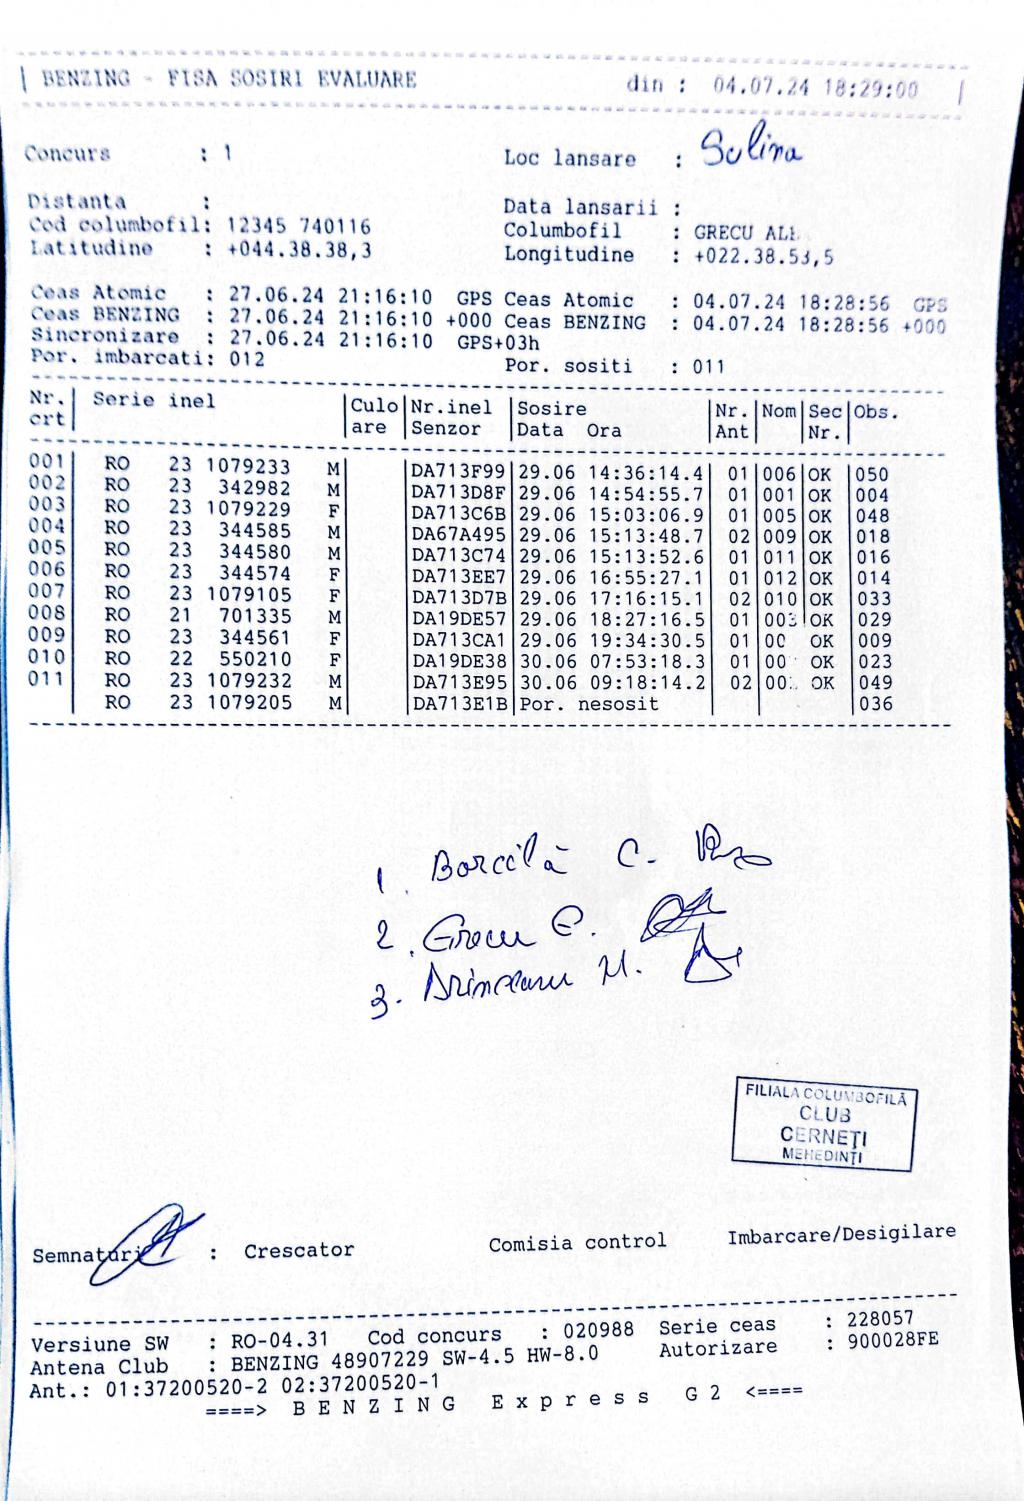 | BENZING - FISA SOSIRI EVALUARE din : 04.07.24 18:29:00 |
Concurs : 1 Loc lansare : Sulina
Distanta : Data lansarii :
Cod columbofil: 12345 740116 Columbofil : GRECU
Latitudine : +044.38.38,3 Longitudine : +022.38.53,5
Ceas Atomic : 27.06.24 21:16:10 GPS Ceas Atomic : 04.07.24 18:28:56 GPS
Ceas BENZING : 27.06.24 21:16:10 +000 Ceas BENZING : 04.07.24 18:28:56 +000
Sincronizare : 27.06.24 21:16:10 GPS+03h
Por. imbarcati: 012 Por. sositi : 011
Nr. | Serie inel |Culo |Nr.inel |Sosire |Nr. |Nom|Sec|Obs.
crt| |are |Senzor |Data Ora |Ant | |Nr.|
001 RO 23 1079233 M DA713F99 29.06 14:36:14.4 01 006 OK 050
002 RO 23 342982 M DA713D8F 29.06 14:54:55.7 01 001 OK 004
003 RO 23 1079229 F DA713C6B 29.06 15:03:06.9 01 005 OK 048
004 RO 23 344585 M DA67A495 29.06 15:13:48.7 02 009 OK 018
005 RO 23 344580 M DA713C74 29.06 15:13:52.6 01 011 OK 016
006 RO 23 344574 F DA713EE7 29.06 16:55:27.1 01 012 OK 014
007 RO 23 1079105 F DA713D7B 29.06 17:16:15.1 02 010 OK 033
008 RO 21 701335 M DA19DE57 29.06 18:27:16.5 01 003 OK 029
009 RO 23 344561 F DA713CA1 29.06 19:34:30.5 01 OK 009
010 RO 22 550210 F DA19DE38 30.06 07:53:18.3 01 OK 023
011 RO 23 1079232 M DA713E95 30.06 09:18:14.2 02 OK 049
RO 23 1079205 M DA713E1B Por. nesosit 036
1. Borcilă C.
2. Grecu E.
3. Drinceanu M.
FILIALA COLUMBOFILĂ
CLUB
CERNEȚI
MEHEDINȚI
Semnaturi : Crescator Comisia control Imbarcare/Desigilare
Versiune SW : RO-04.31 Cod concurs : 020988 Serie ceas : 228057
Antena Club : BENZING 48907229 SW-4.5 HW-8.0 Autorizare : 900028FE
Ant.: 01:37200520-2 02:37200520-1
====> B E N Z I N G E x p r e s s G 2 <====